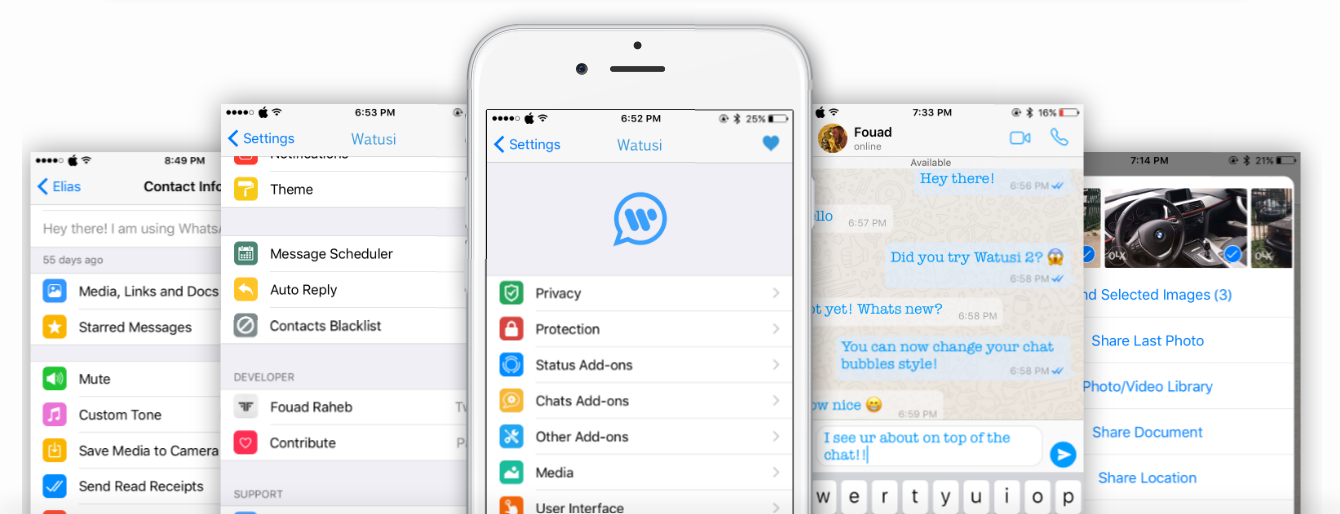 8:49 PM
Elias
Contact Info
Hey there! I am using Whats
55 days ago
Media, Links and Docs
Starred Messages
Mute
Custom Tone
Save Media to Camera
Send Read Receipts
6:53 PM
Settings
Watusi
Notifications
Theme
Message Scheduler
Auto Reply
Contacts Blacklist
DEVELOPER
Fouad Raheb
Contribute
SUPPORT
6:52 PM
25%
Settings
Watusi
Privacy
Protection
Status Add-ons
Chats Add-ons
Other Add-ons
Media
User Interface
7:33 PM
16%
Fouad
online
Available
Hey there!
6:56 PM
llo
6:57 PM
Did you try Watusi 2? 😱
6:58 PM
ot yet! Whats new?
6:58 PM
You can now change your chat
bubbles style!
6:58 PM
ow nice 😁
6:59 PM
I see ur about on top of the
chat!!
w e r t y u i o p
7:14 PM
21%
OLX
OLX
nd Selected Images (3)
Share Last Photo
Photo/Video Library
Share Document
Share Location